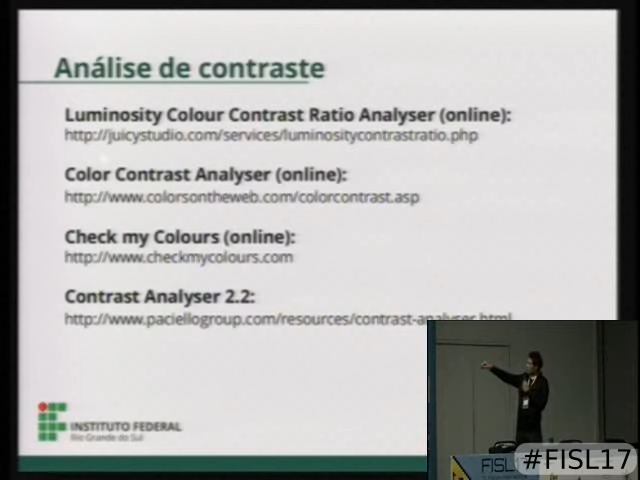 Análise de contraste
Luminosity Colour Contrast Ratio Analyser (online):
http://juicystudio.com/services/luminositycontrastratio.php
Color Contrast Analyser (online):
http://www.colorsontheweb.com/colorcontrast.asp
Check my Colours (online):
http://www.checkmycolours.com
Contrast Analyser 2.2:
http://www.paciellogroup.com/resources/contrast-analyser.html
INSTITUTO FEDERAL
Rio Grande do Sul
FISL17
#FISL17